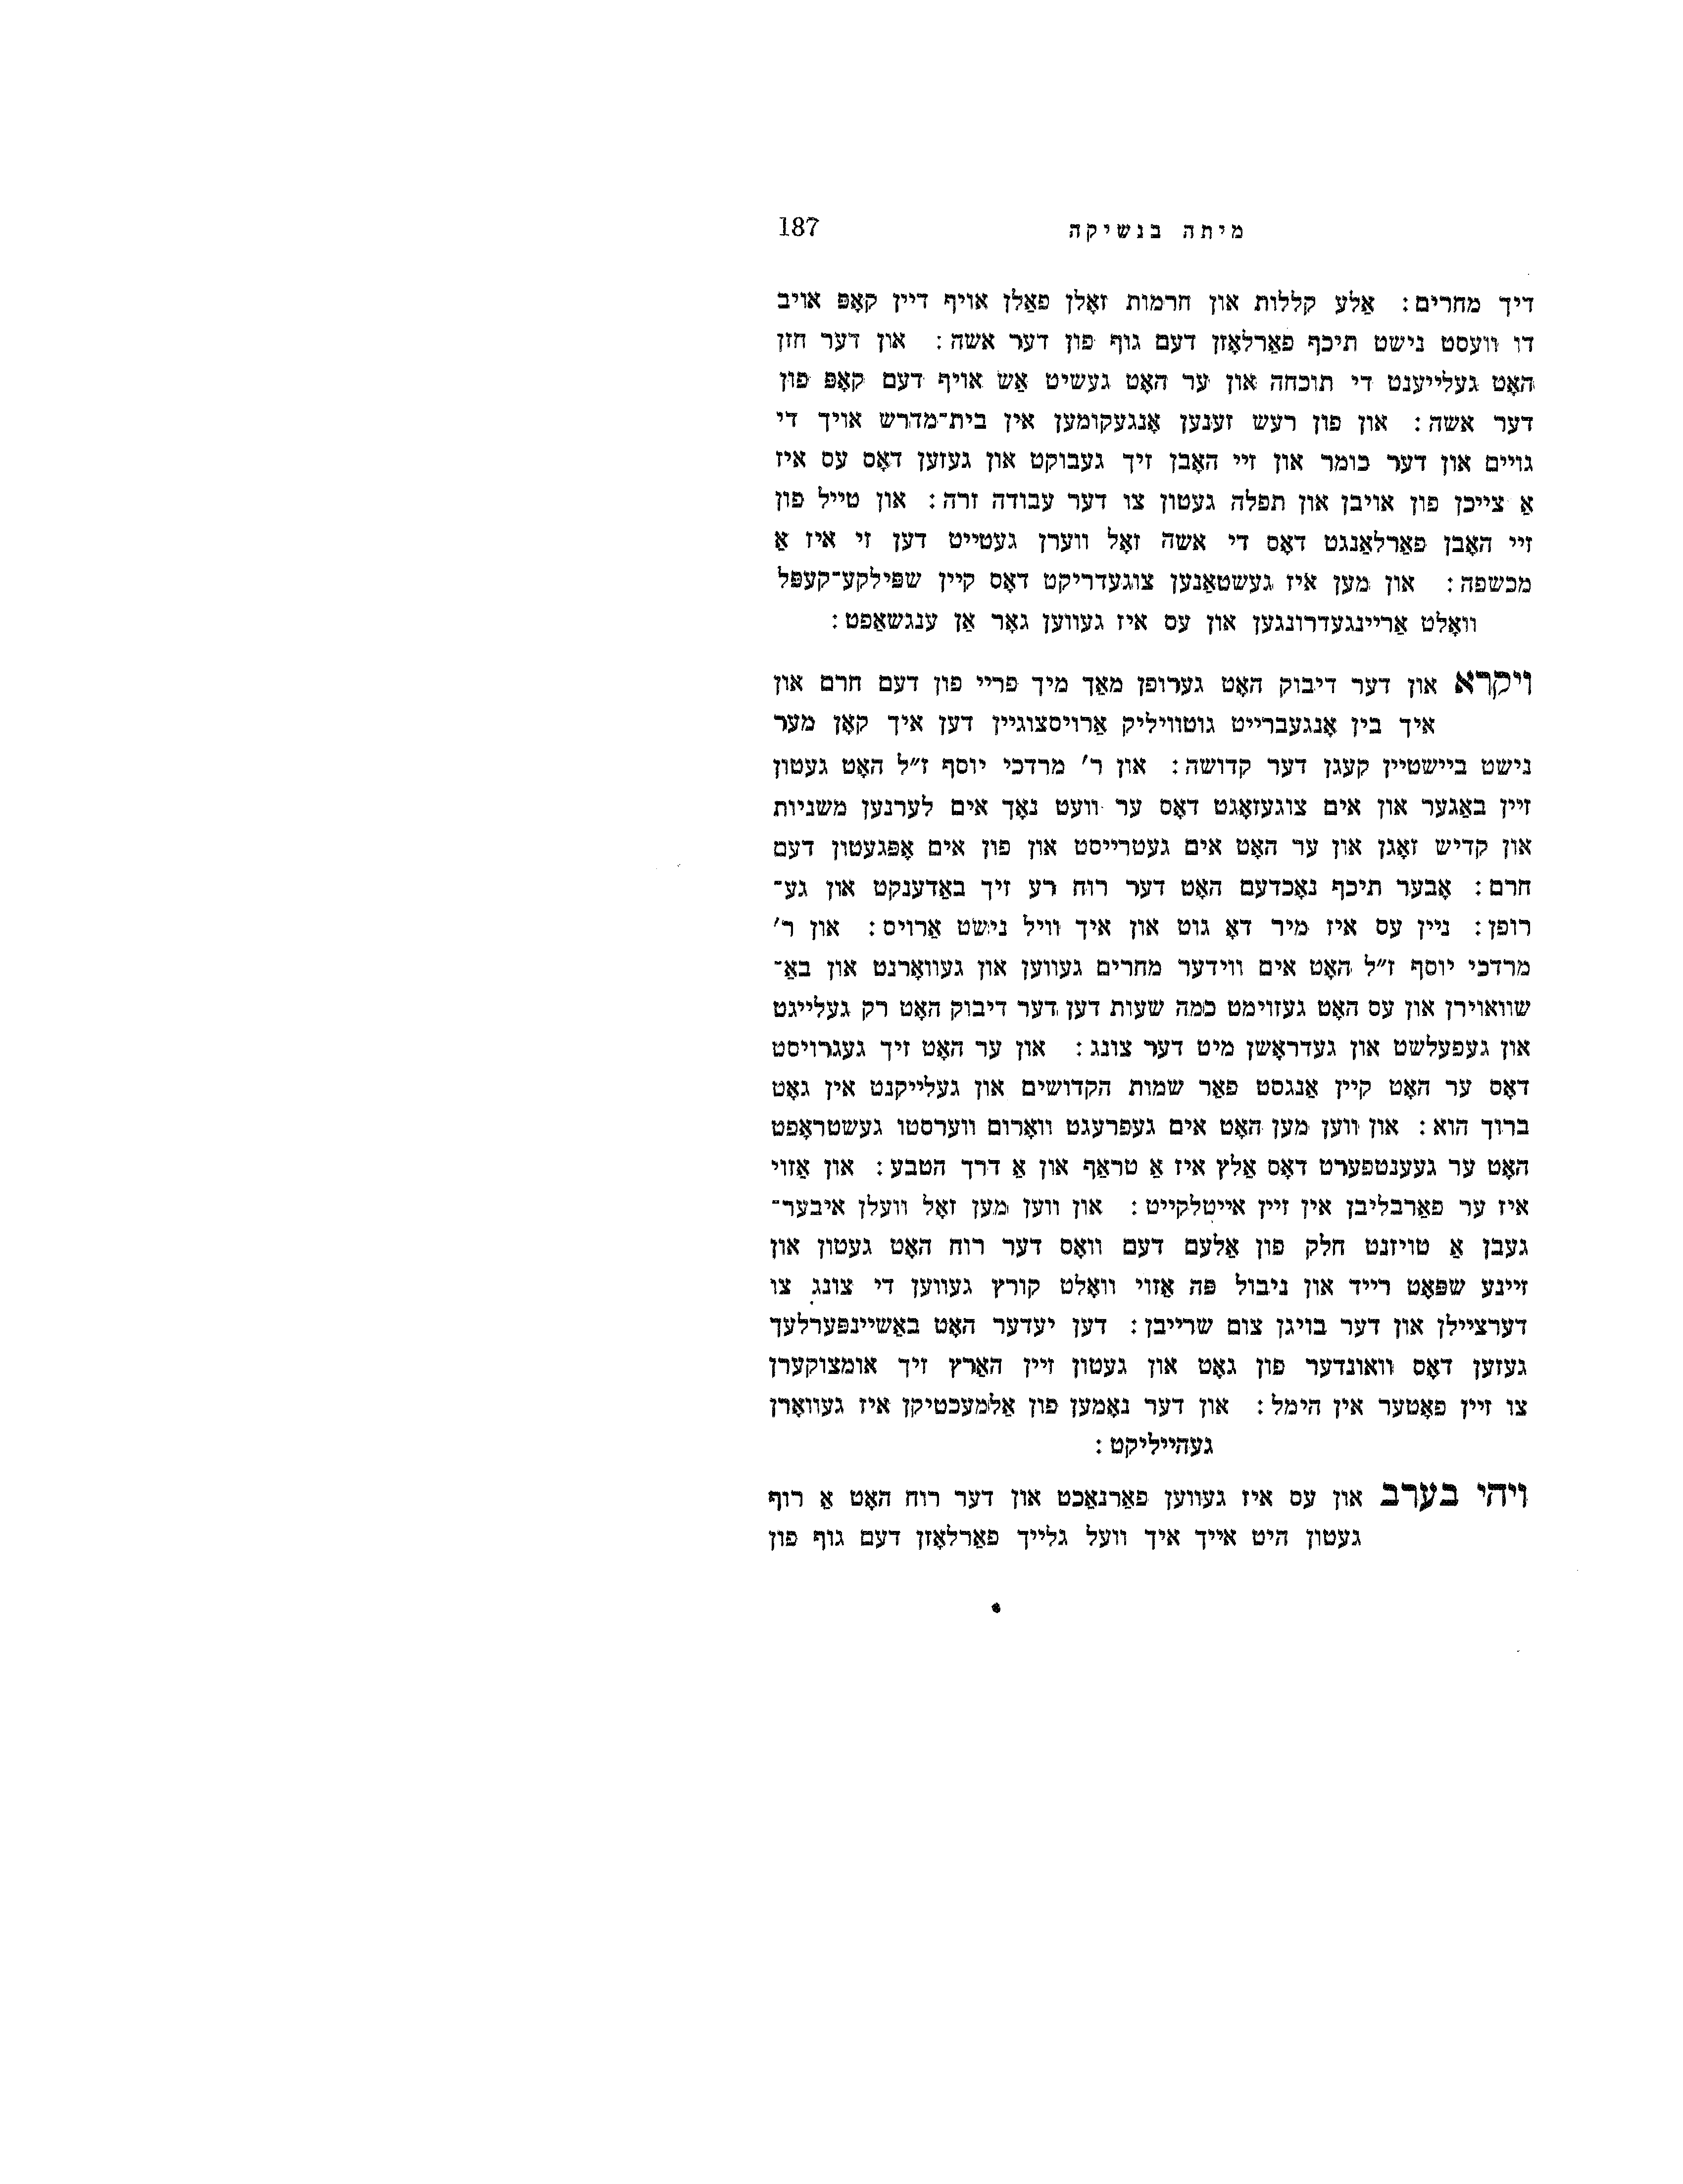 מיתה בנשיקה 187
דיך מחרים: אַלע קללות און חרמות זאָלן פאַלן אויף דיין קאָפּ אויב
דו וועסט נישט תיכף פאַרלאָזן דעם גוף פון דער אשה: און דער חזן
האָט געלייענט די תוכחה און ער האָט געשיט אַש אויף דעם קאָפּ פון
דער אשה: און פון רעש זענען אָנגעקומען אין בית־מדרש אויך די
גויים און דער כומר און זיי האָבן זיך געבוקט און געזען דאָס עס איז
אַ צייכן פון אויבן און תפלה געטון צו דער עבודה זרה: און טייל פון
זיי האָבן פאַרלאַנגט דאָס די אשה זאָל ווערן געטייט דען זי איז אַ
מכשפה: און מען איז געשטאַנען צוגעדריקט דאָס קיין שפּילקע־קעפּל
וואָלט אַריינגעדרונגען און עס איז געווען גאָר אַן ענגשאַפט:
ויקרא און דער דיבוק האָט גערופן מאַך מיך פריי פון דעם חרם און
איך בין אָנגעברייט גוטוויליק אַרויסצוגיין דען איך קאָן מער
נישט ביישטיין קעגן דער קדושה: און ר׳ מרדכי יוסף ז״ל האָט געטון
זיין באַגער און אים צוגעזאָגט דאָס ער וועט נאָך אים לערנען משניות
און קדיש זאָגן און ער האָט אים געטרייסט און פון אים אָפּגעטון דעם
חרם: אָבער תיכף נאָכדעם האָט דער רוח רע זיך באַדענקט און גע־
רופן: ניין עס איז מיר דאָ גוט און איך וויל נישט אַרויס: און ר׳
מרדכי יוסף ז״ל האָט אים ווידער מחרים געווען און געוואָרנט און באַ־
שוואוירן און עס האָט געזוימט כמה שעות דען דער דיבוק האָט רק געלייגט
און געפעלשט און געדראָשן מיט דער צונג: און ער האָט זיך געגרויסט
דאָס ער האָט קיין אַנגסט פאַר שמות הקדושים און געלייקנט אין גאָט
ברוך הוא: און ווען מען האָט אים געפרעגט וואָרום ווערסטו געשטראָפט
האָט ער געענטפערט דאָס אַלץ איז אַ טראַף און אַ דרך הטבע: און אַזוי
איז ער פאַרבליבן אין זיין אייטלקייט: און ווען מען זאָל וועלן איבער־
געבן אַ טויזנט חלק פון אַלעם דעם וואָס דער רוח האָט געטון און
זיינע שפּאָט רייד און ניבול פּה אַזוי וואָלט קורץ געווען די צונג צו
דערציילן און דער בויגן צום שרייבן: דען יעדער האָט באַשיינפּערלעך
געזען דאָס וואונדער פון גאָט און געטון זיין האַרץ זיך אומצוקערן
צו זיין פאָטער אין הימל: און דער נאָמען פון אַלמעכטיקן איז געוואָרן
געהייליקט:
ויהי בערב און עס איז געווען פאַרנאַכט און דער רוח האָט אַ רוף
געטון היט אייך איך וועל גלייך פאַרלאָזן דעם גוף פון